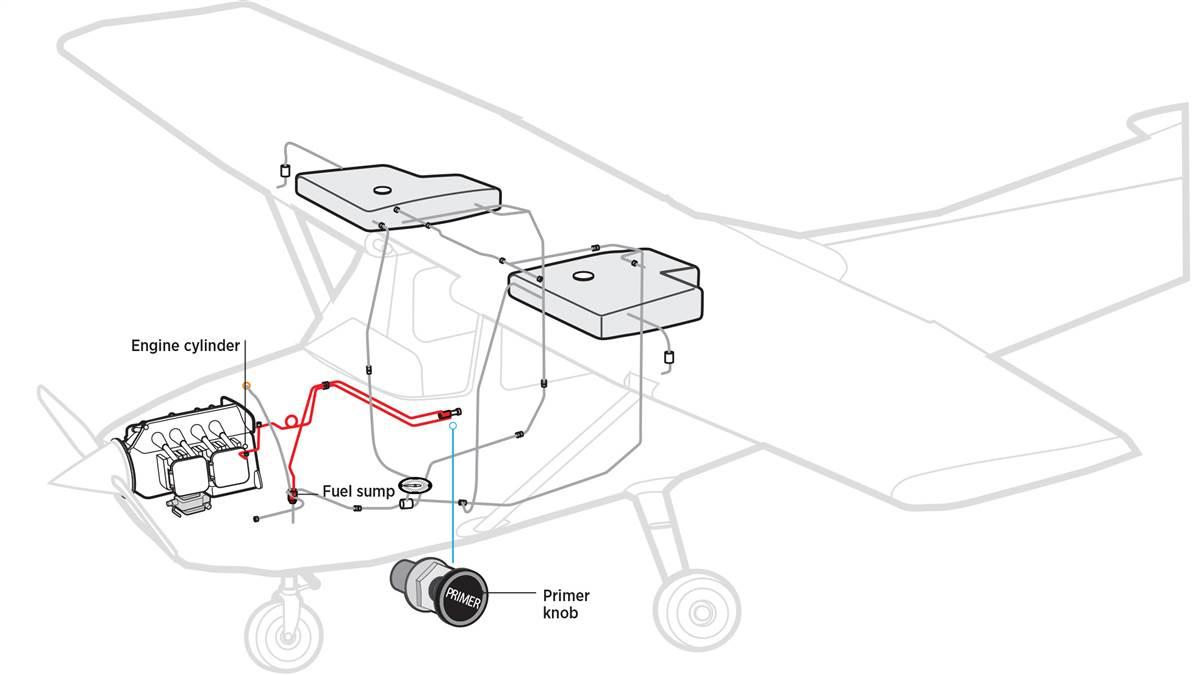 Engine cylinder
Fuel sump
PRIMER
Primer
knob